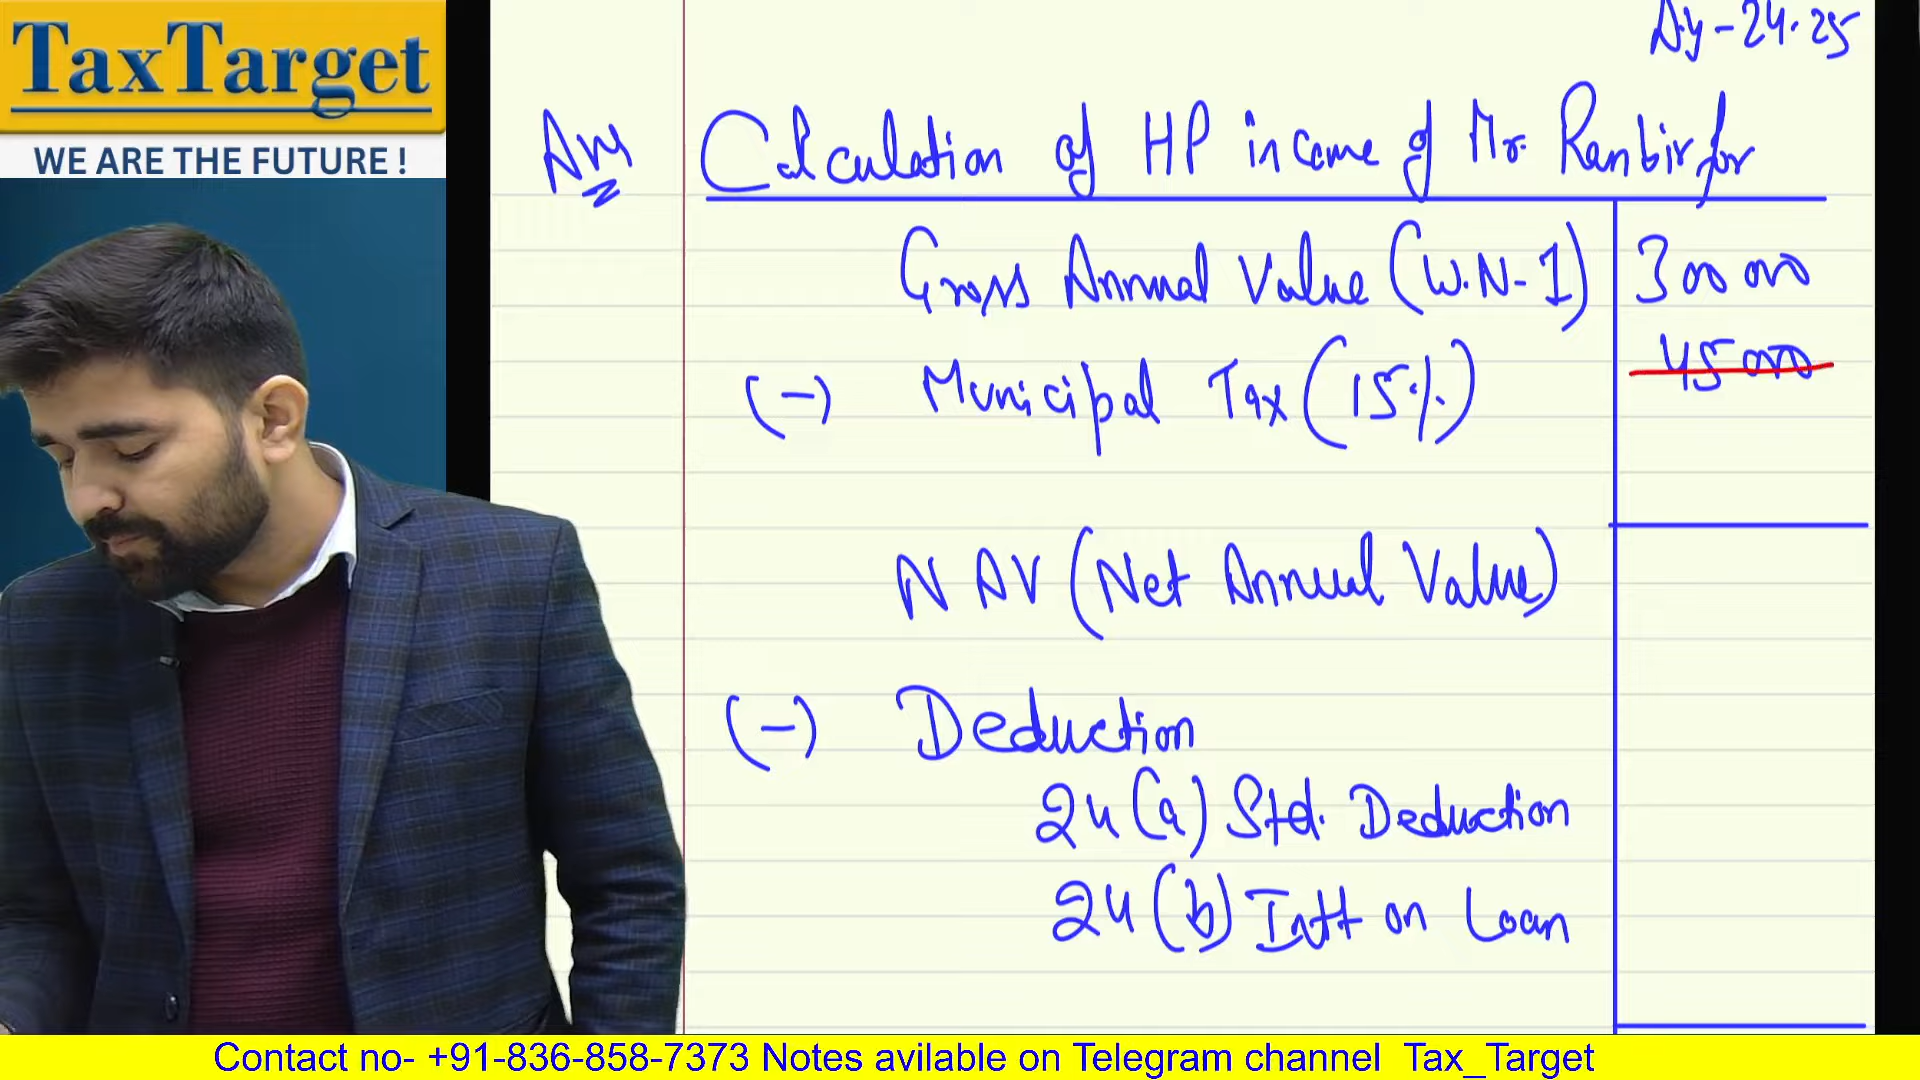 TaxTarget
WE ARE THE FUTURE !
Ay-24.25
Ans Calculation of HP income of Mr. Ranbir for
Gross Annual Value (W.N-1) 300000
(-) Municipal Tax (15%) 45000
NAV (Net Annual Value)
(-) Deduction
24(a) Std. Deduction
24(b) Intt on Loan
Contact no- +91-836-858-7373 Notes avilable on Telegram channel Tax_Target